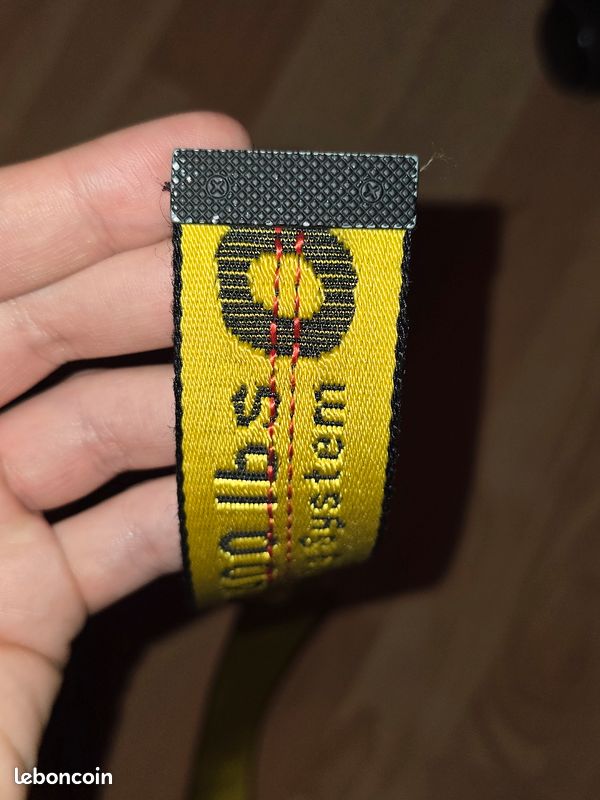 O
lbs
System
leboncoin